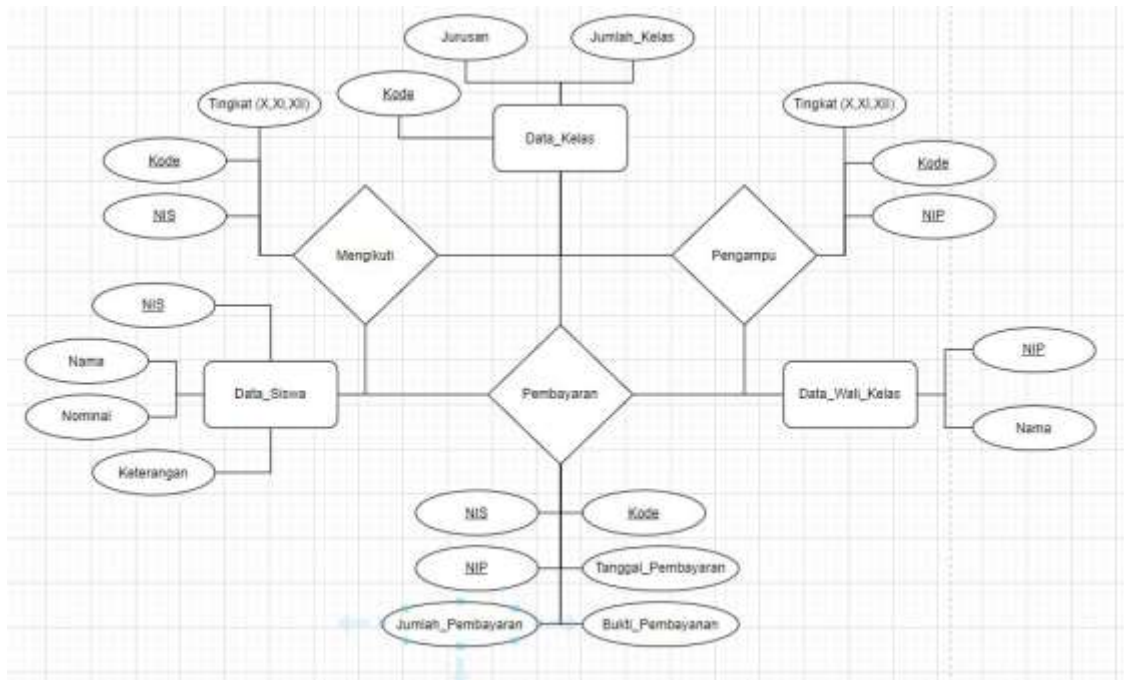 Jurusan
Jumlah_Kelas
Kode
Data_Kelas
Tingkat (X,XI,XII)
Kode
NIS
Mengikuti
Tingkat (X,XI,XII)
Kode
NIP
Pengampu
NIS
Nama
Nominal
Keterangan
Data_Siswa
Pembayaran
Data_Wali_Kelas
NIP
Nama
NIS
Kode
NIP
Tanggal_Pembayaran
Jumlah_Pembayaran
Bukti_Pembayanan